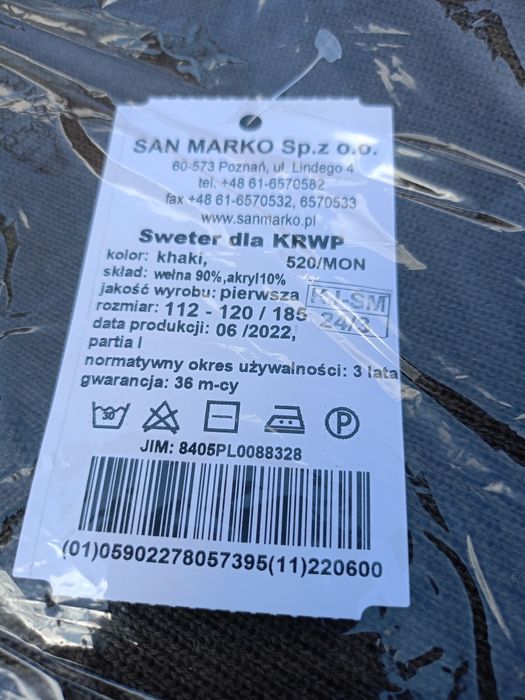 SAN MARKO Sp.z o.o.
60-573 Poznań, ul. Lindego 4
tel. +48 61-6570582
fax +48 61-6570532, 6570533
www.sanmarko.pl
Sweter dla KRWP
kolor: khaki, 520/MON
skład: wełna 90%,akryl10%
jakość wyrobu: pierwsza
rozmiar: 112 - 120 / 185
data produkcji: 06 /2022,
partia I
KJ-SM
24/3
normatywny okres używalności: 3 lata
gwarancja: 36 m-cy
30
P
JIM: 8405PL0088328
(01)05902278057395(11)220600